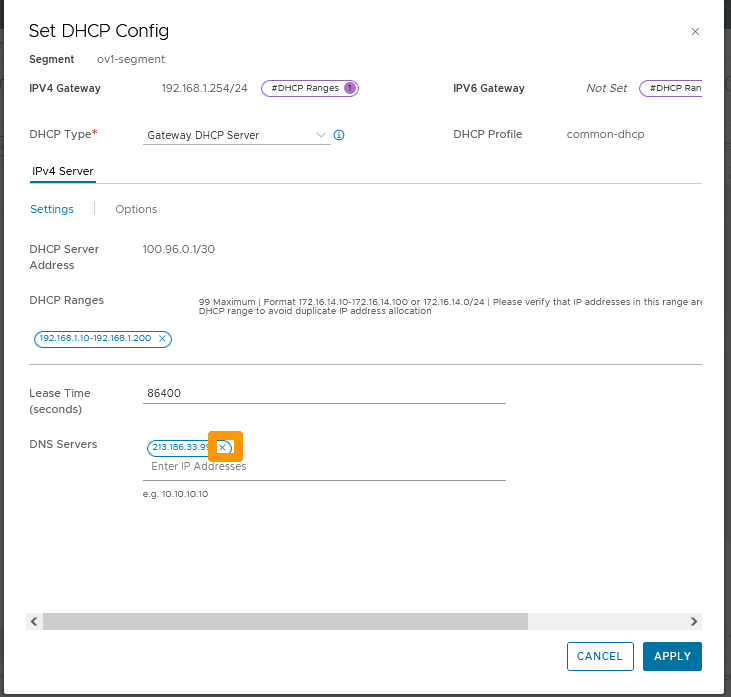 Set DHCP Config
Segment ov1-segment
IPV4 Gateway 192.168.1.254/24 #DHCP Ranges 1 IPV6 Gateway Not Set #DHCP Ran
DHCP Type* Gateway DHCP Server DHCP Profile common-dhcp
IPv4 Server
Settings Options
DHCP Server 100.96.0.1/30
Address
DHCP Ranges 99 Maximum | Format 172.16.14.10-172.16.14.100 or 172.16.14.0/24 | Please verify that IP addresses in this range are
DHCP range to avoid duplicate IP address allocation
192.168.1.10-192.168.1.200
Lease Time 86400
(seconds)
DNS Servers 213.186.33.99
Enter IP Addresses
e.g. 10.10.10.10
CANCEL APPLY